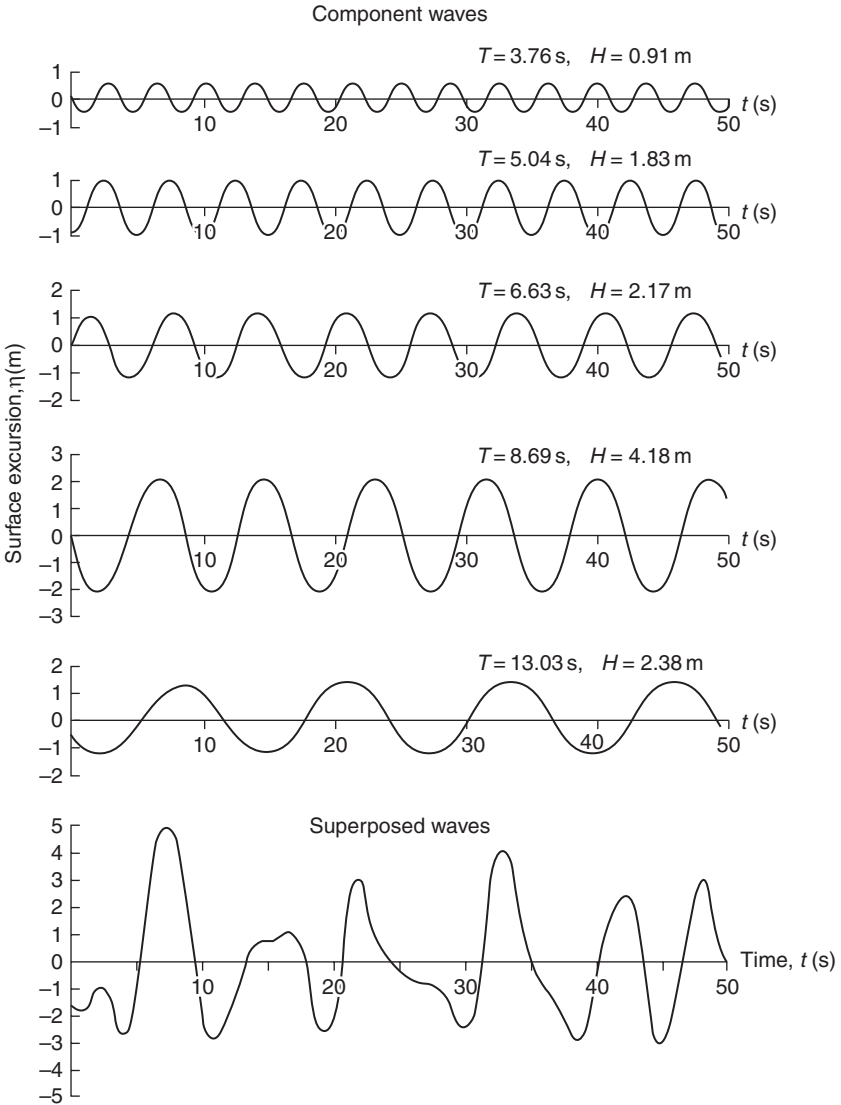 Component waves
T = 3.76 s, H = 0.91 m
1
0
–1
10 20 30 40 50
t (s)
T = 5.04 s, H = 1.83 m
1
0
–1
10 20 30 40 50
t (s)
T = 6.63 s, H = 2.17 m
2
1
0
–1
–2
10 20 30 40 50
t (s)
Surface excursion,η(m)
T = 8.69 s, H = 4.18 m
3
2
1
0
–1
–2
–3
10 20 30 40 50
t (s)
T = 13.03 s, H = 2.38 m
2
1
0
–1
–2
10 20 30 40 50
t (s)
Superposed waves
5
4
3
2
1
0
–1
–2
–3
–4
–5
10 20 30 40 50
Time, t (s)